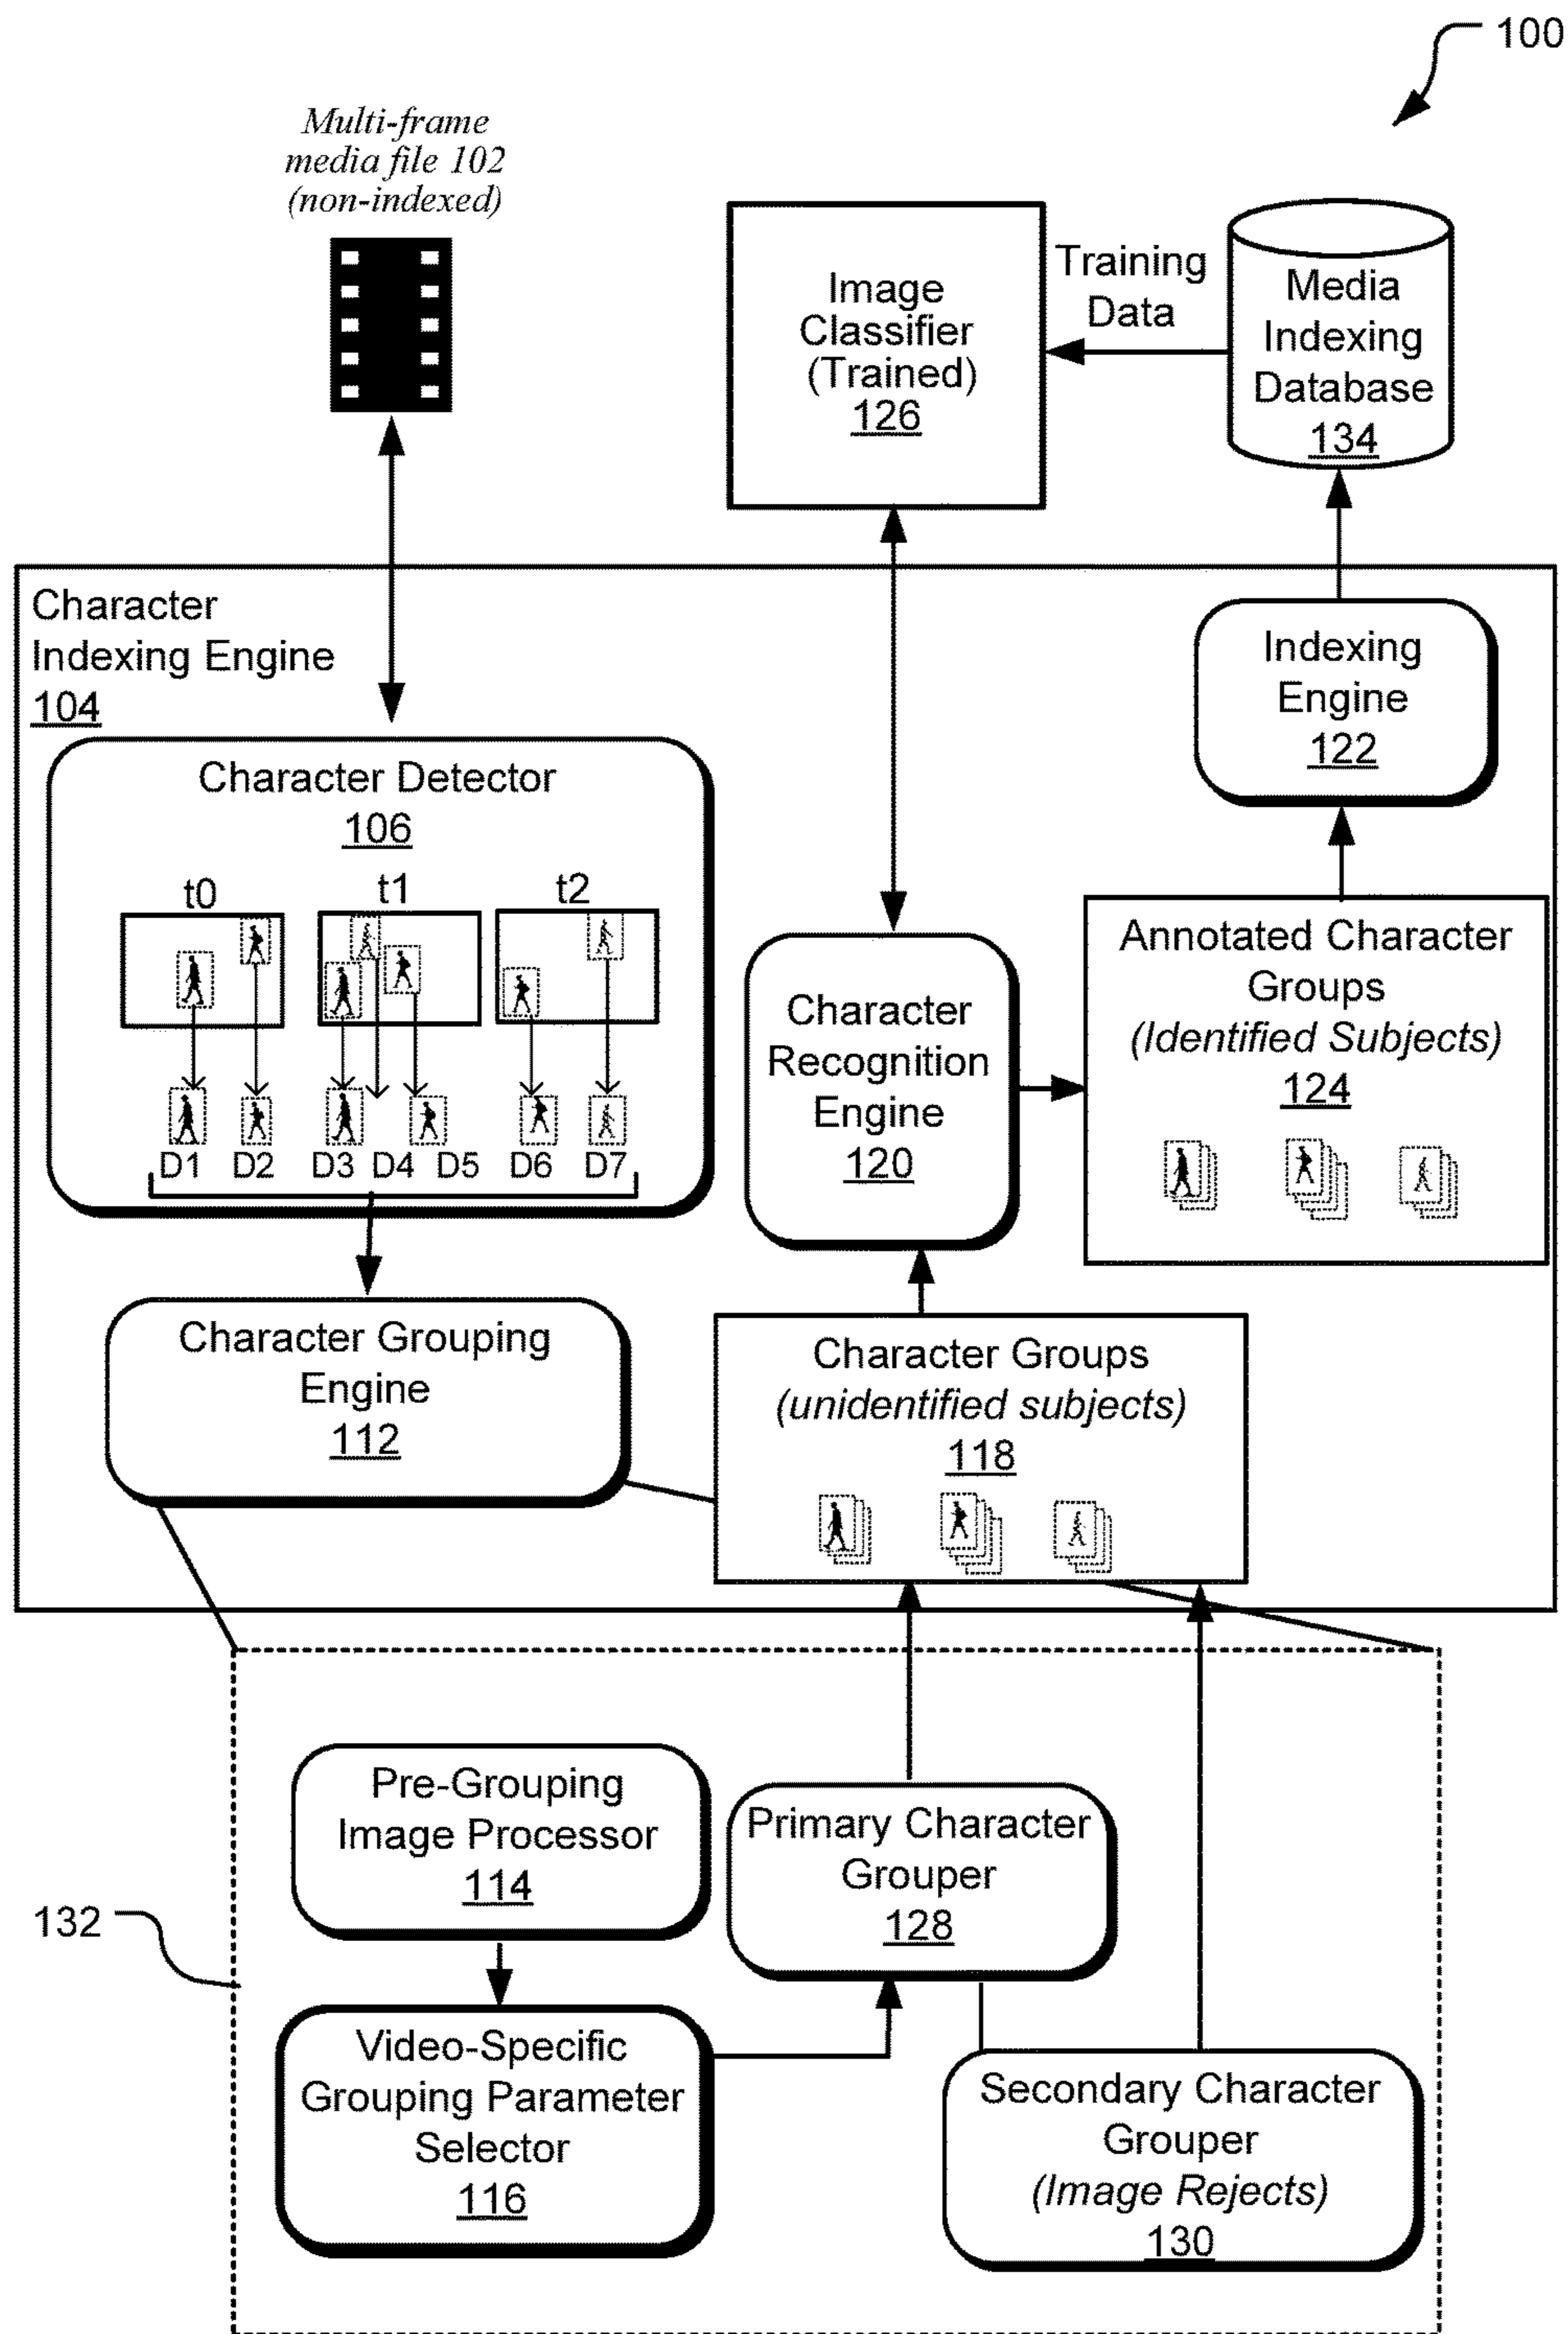 100
Multi-frame
media file 102
(non-indexed)
Image
Classifier
(Trained)
126
Training
Data
Media
Indexing
Database
134
Character
Indexing Engine
104
Indexing
Engine
122
Character Detector
106
t0 t1 t2
D1 D2 D3 D4 D5 D6 D7
Character
Recognition
Engine
120
Annotated Character
Groups
(Identified Subjects)
124
Character Grouping
Engine
112
Character Groups
(unidentified subjects)
118
Pre-Grouping
Image Processor
114
Primary Character
Grouper
128
132
Video-Specific
Grouping Parameter
Selector
116
Secondary Character
Grouper
(Image Rejects)
130